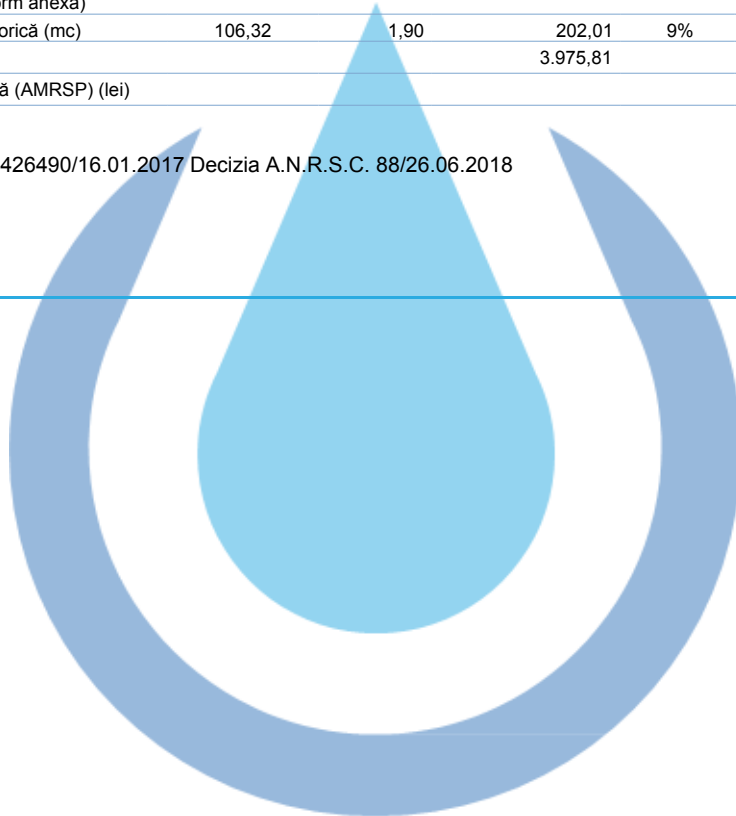 orm anexă)
orică (mc) 106,32 1,90 202,01 9%
3.975,81
ă (AMRSP) (lei)
426490/16.01.2017 Decizia A.N.R.S.C. 88/26.06.2018